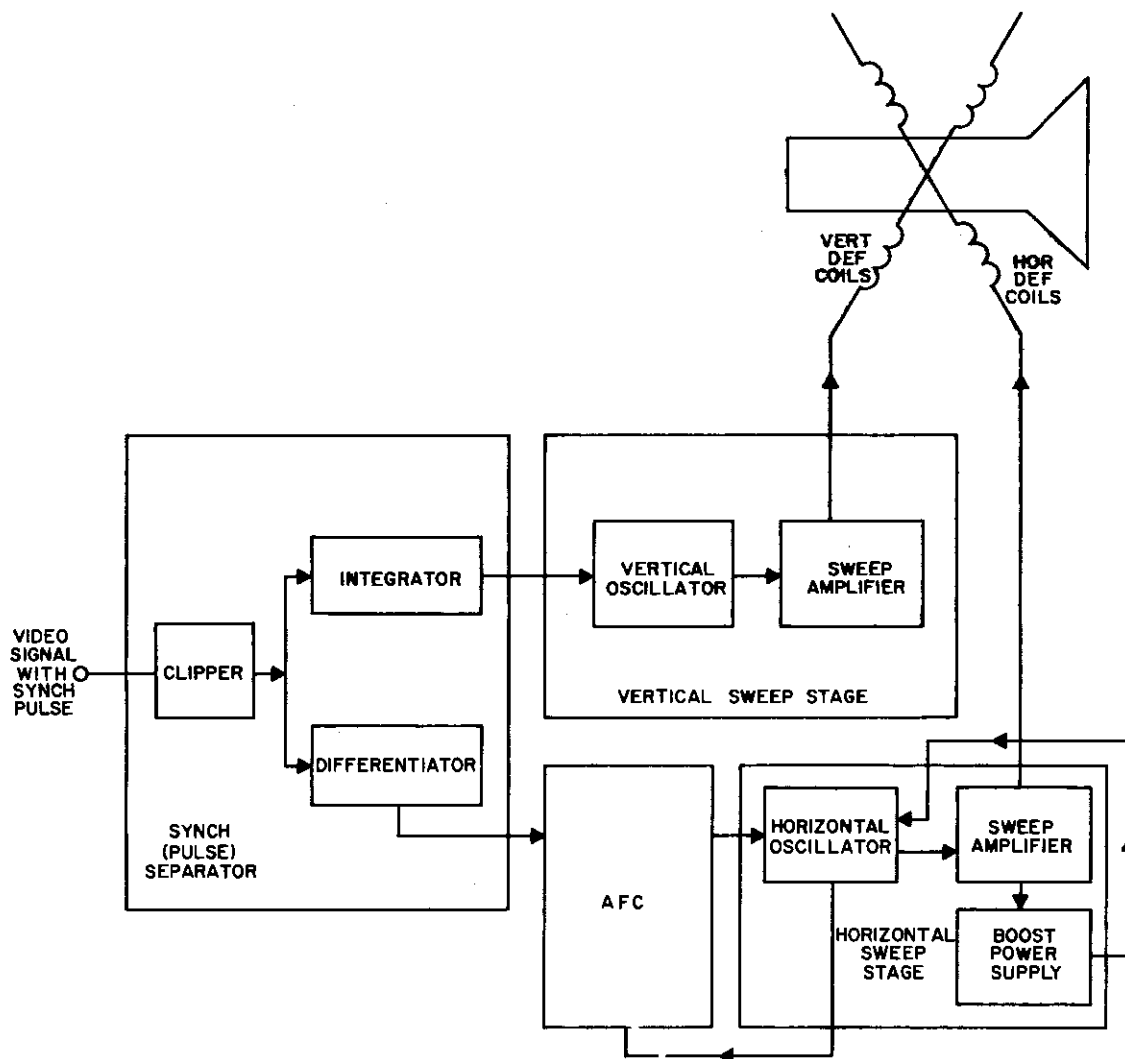 VERT
DEF
COILS
HOR
DEF
COILS
INTEGRATOR
VERTICAL
OSCILLATOR
SWEEP
AMPLIFIER
VIDEO
SIGNAL
WITH
SYNCH
PULSE
CLIPPER
VERTICAL SWEEP STAGE
DIFFERENTIATOR
SYNCH
(PULSE)
SEPARATOR
AFC
HORIZONTAL
OSCILLATOR
SWEEP
AMPLIFIER
HORIZONTAL
SWEEP
STAGE
BOOST
POWER
SUPPLY